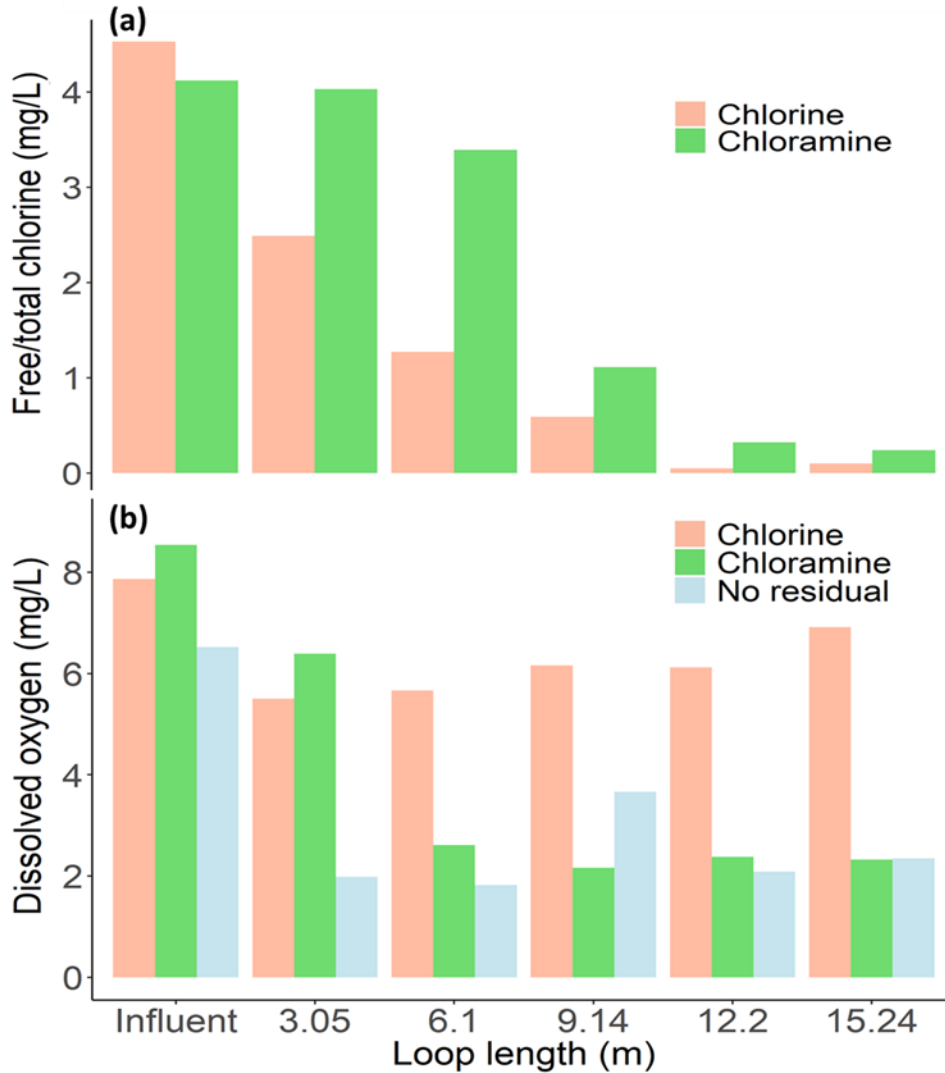 (a)
Free/total chlorine (mg/L)
4
3
2
1
0
Chlorine
Chloramine
(b)
Dissolved oxygen (mg/L)
8
6
4
2
0
Chlorine
Chloramine
No residual
Influent 3.05 6.1 9.14 12.2 15.24
Loop length (m)